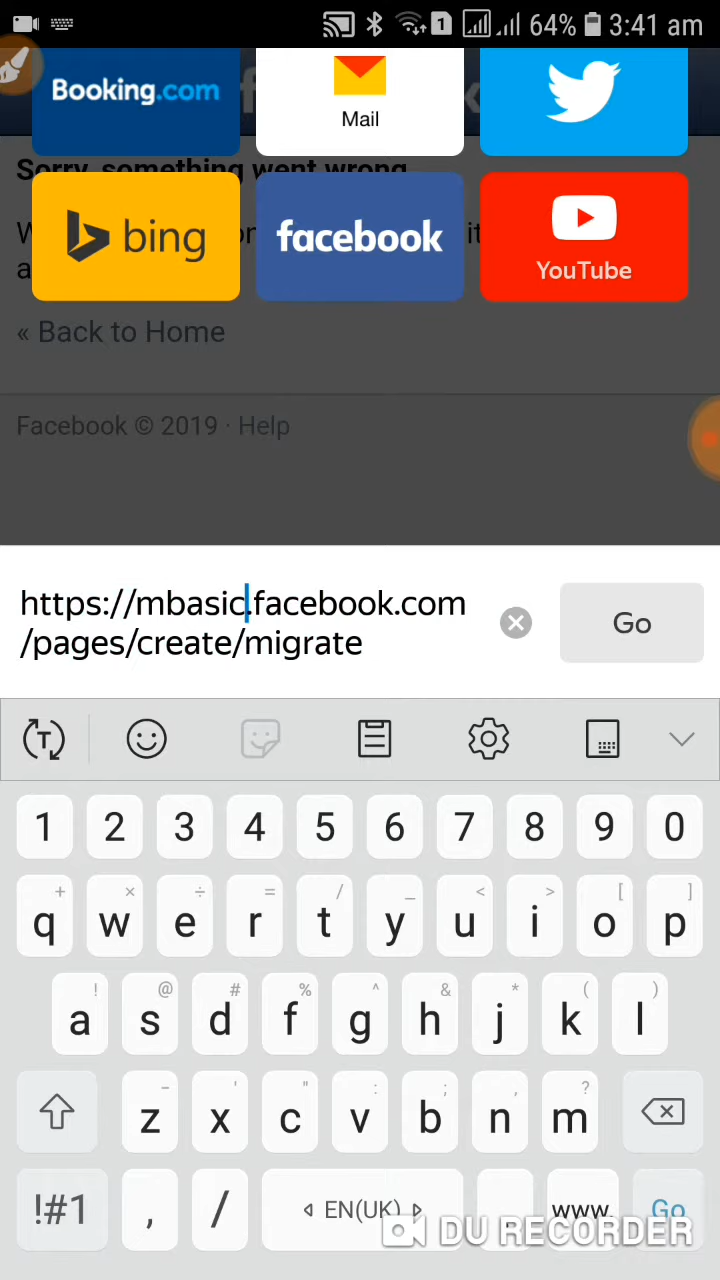 1 64% 3:41 am
Booking.com
Mail
Sorry, something went wrong.
bing
facebook
YouTube
« Back to Home
Facebook © 2019 · Help
https://mbasic.facebook.com
/pages/create/migrate
Go
T
1 2 3 4 5 6 7 8 9 0
+ × ÷ = / _ < > [ ]
q w e r t y u i o p
! @ # % ^ & * ( )
a s d f g h j k l
- ' " : ; , ?
z x c v b n m
!#1 , / EN(UK) . www. Go
DU RECORDER